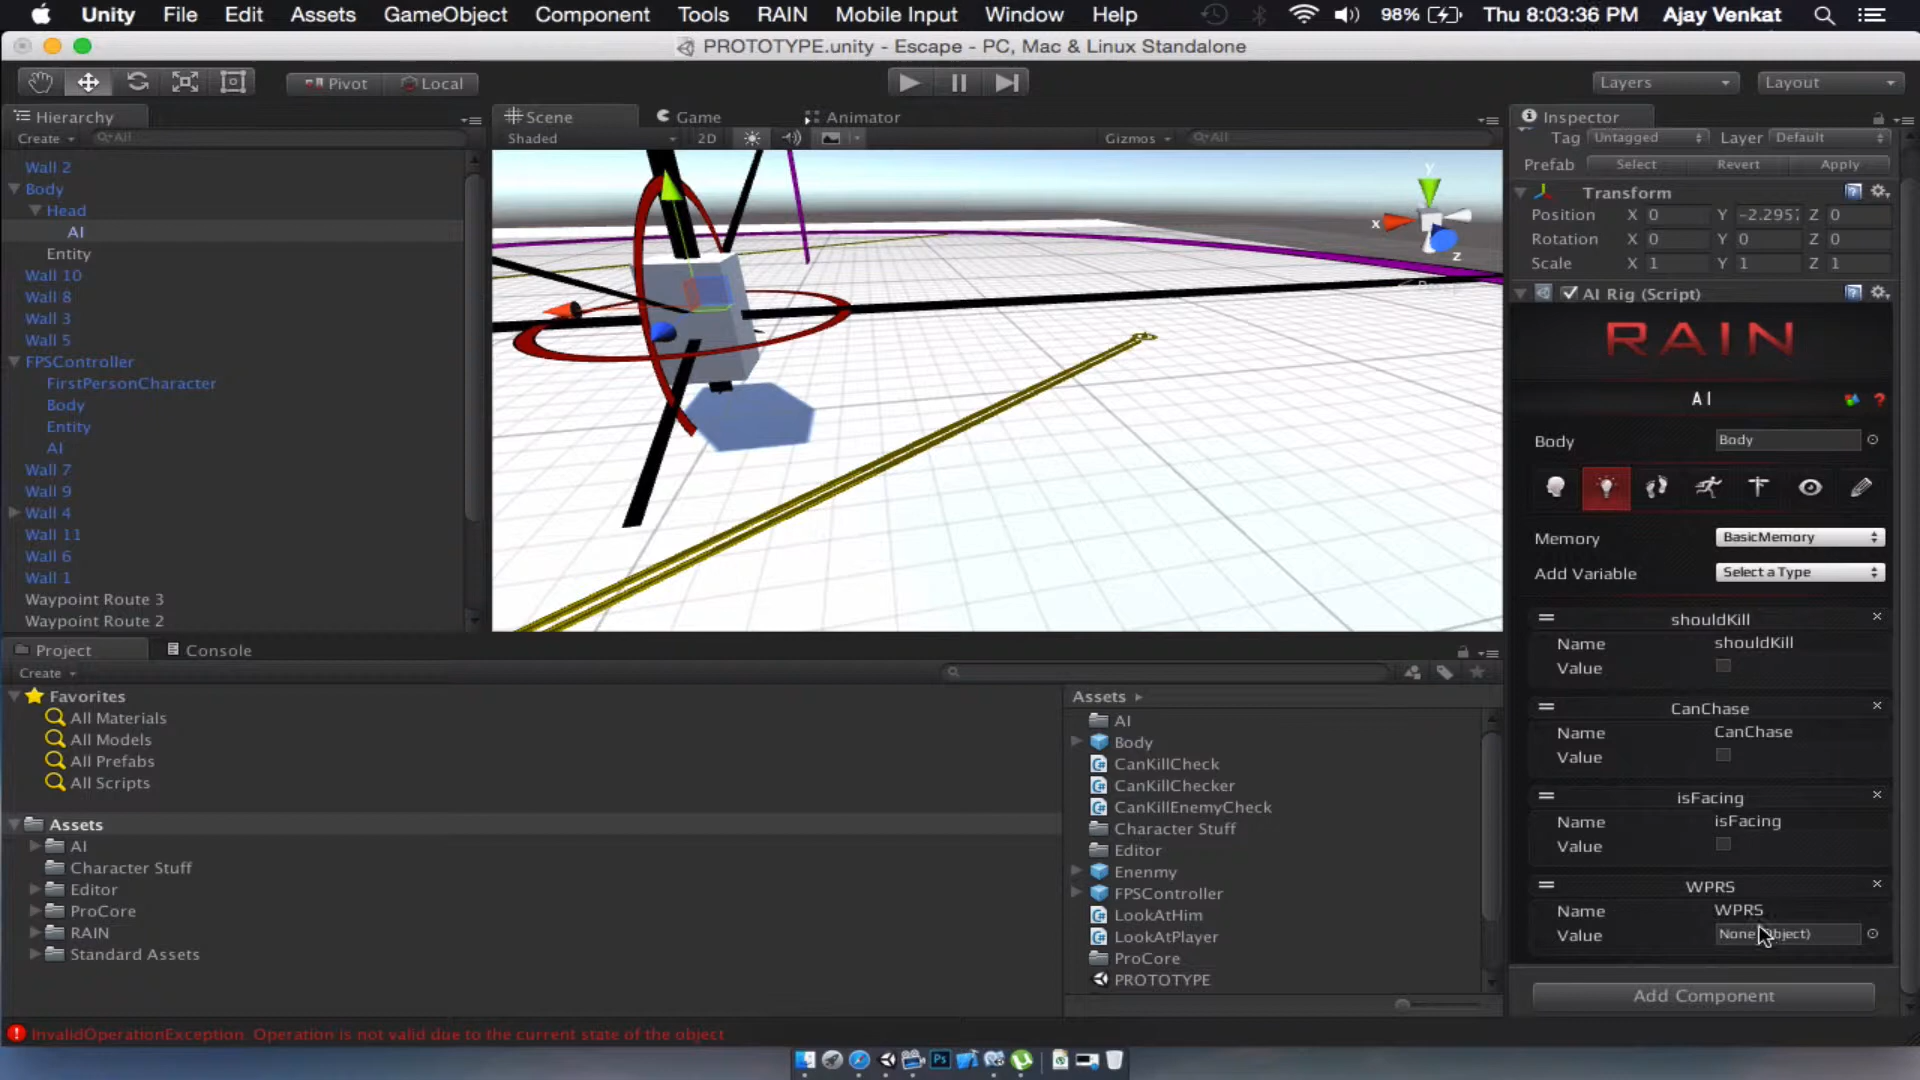 Unity File Edit Assets GameObject Component Tools RAIN Mobile Input Window Help 98% Thu 8:03:36 PM Ajay Venkat
PROTOTYPE.unity - Escape - PC, Mac & Linux Standalone
Pivot Local Layers Layout
Hierarchy
Create All
Wall 2
Body
Head
AI
Entity
Wall 10
Wall 8
Wall 3
Wall 5
FPSController
FirstPersonCharacter
Body
Entity
AI
Wall 7
Wall 9
Wall 4
Wall 11
Wall 6
Wall 1
Waypoint Route 3
Waypoint Route 2
Scene Game Animator
Shaded 2D Gizmos All
y
x
z
Project Console
Create
Favorites
All Materials
All Models
All Prefabs
All Scripts
Assets
AI
Character Stuff
Editor
ProCore
RAIN
Standard Assets
Assets
AI
Body
CanKillCheck
CanKillChecker
CanKillEnemyCheck
Character Stuff
Editor
Enenmy
FPSController
LookAtHim
LookAtPlayer
ProCore
PROTOTYPE
Inspector
Tag Untagged Layer Default
Prefab Select Revert Apply
Transform
Position X 0 Y -2.295 Z 0
Rotation X 0 Y 0 Z 0
Scale X 1 Y 1 Z 1
AI Rig (Script)
RAIN
AI
Body Body
Memory BasicMemory
Add Variable Select a Type
shouldKill
Name shouldKill
Value
CanChase
Name CanChase
Value
isFacing
Name isFacing
Value
WPRS
Name WPRS
Value None
Add Component
InvalidOperationException: Operation is not valid due to the current state of the object
Ps